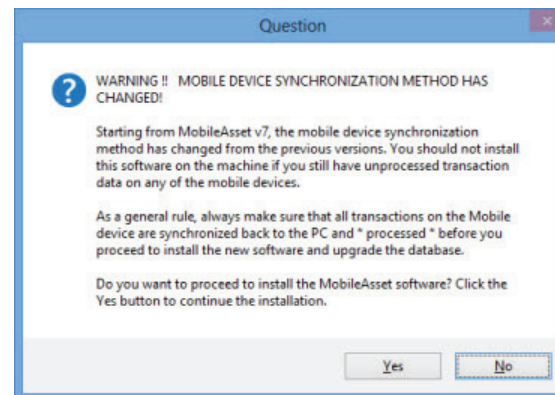 Question
WARNING !! MOBILE DEVICE SYNCHRONIZATION METHOD HAS
CHANGED!
Starting from MobileAsset v7, the mobile device synchronization
method has changed from the previous versions. You should not install
this software on the machine if you still have unprocessed transaction
data on any of the mobile devices.
As a general rule, always make sure that all transactions on the Mobile
device are synchronized back to the PC and * processed * before you
proceed to install the new software and upgrade the database.
Do you want to proceed to install the MobileAsset software? Click the
Yes button to continue the installation.
Yes
No